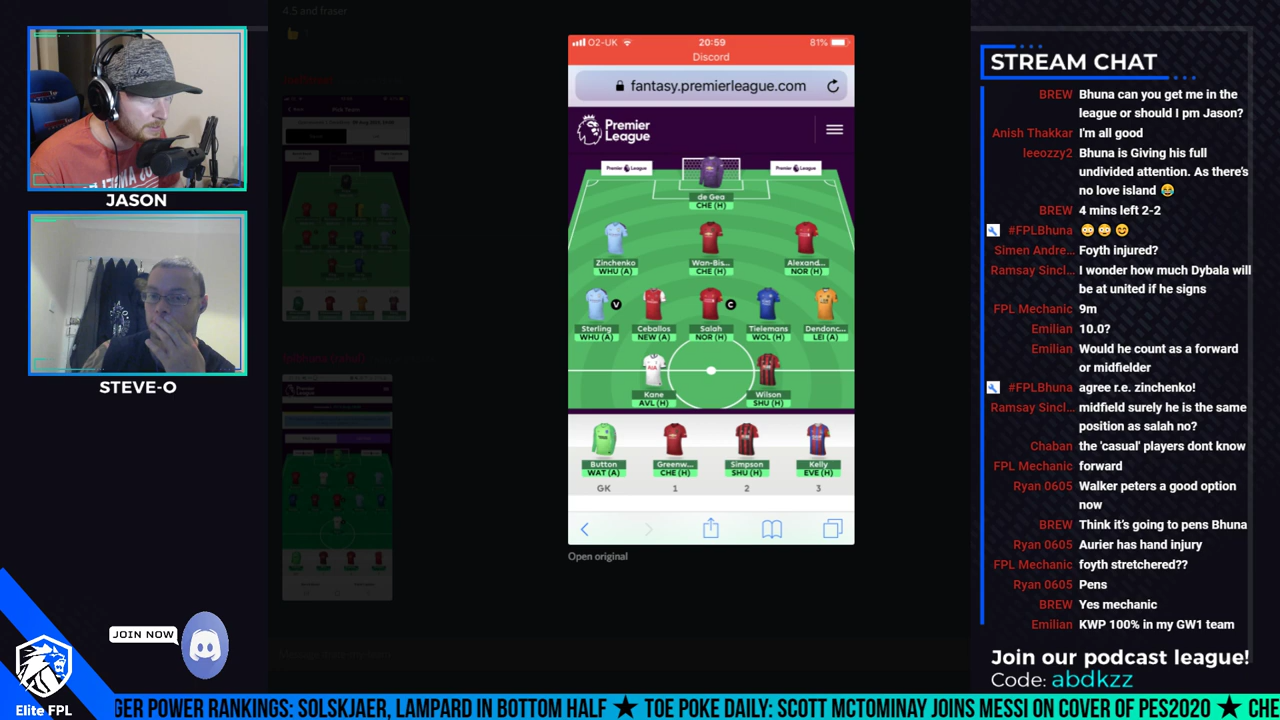 JASON
STEVE-O
JOIN NOW
Elite FPL
4.5 and fraser
O2-UK
20:59
81%
Discord
fantasy.premierleague.com
Premier
League
Premier League
Premier League
de Gea
CHE (H)
Zinchenko
WHU (A)
Wan-Bis...
CHE (H)
Alexand...
NOR (H)
V
C
Sterling
WHU (A)
Ceballos
NEW (A)
Salah
NOR (H)
Tielemans
WOL (H)
Dendonc...
LEI (A)
AIA
Kane
AVL (H)
Wilson
SHU (H)
Button
WAT (A)
Greenw...
CHE (H)
Simpson
SHU (H)
Kelly
EVE (H)
GK
1
2
3
Open original
STREAM CHAT
BREW Bhuna can you get me in the
league or should I pm Jason?
Anish Thakkar I'm all good
leeozzy2 Bhuna is Giving his full
undivided attention. As there's
no love island 😂
BREW 4 mins left 2-2
#FPLBhuna 😳 😳 😊
Simen Andre... Foyth injured?
Ramsay Sincl... I wonder how much Dybala will
be at united if he signs
FPL Mechanic 9m
Emilian 10.0?
Emilian Would he count as a forward
or midfielder
#FPLBhuna agree r.e. zinchenko!
Ramsay Sincl... midfield surely he is the same
position as salah no?
Chaban the 'casual' players dont know
FPL Mechanic forward
Ryan 0605 Walker peters a good option
now
BREW Think it's going to pens Bhuna
Ryan 0605 Aurier has hand injury
FPL Mechanic foyth stretchered??
Ryan 0605 Pens
BREW Yes mechanic
Emilian KWP 100% in my GW1 team
Join our podcast league!
Code: abdkzz
GER POWER RANKINGS: SOLSKJAER, LAMPARD IN BOTTOM HALF ★ TOE POKE DAILY: SCOTT MCTOMINAY JOINS MESSI ON COVER OF PES2020 ★ CHE